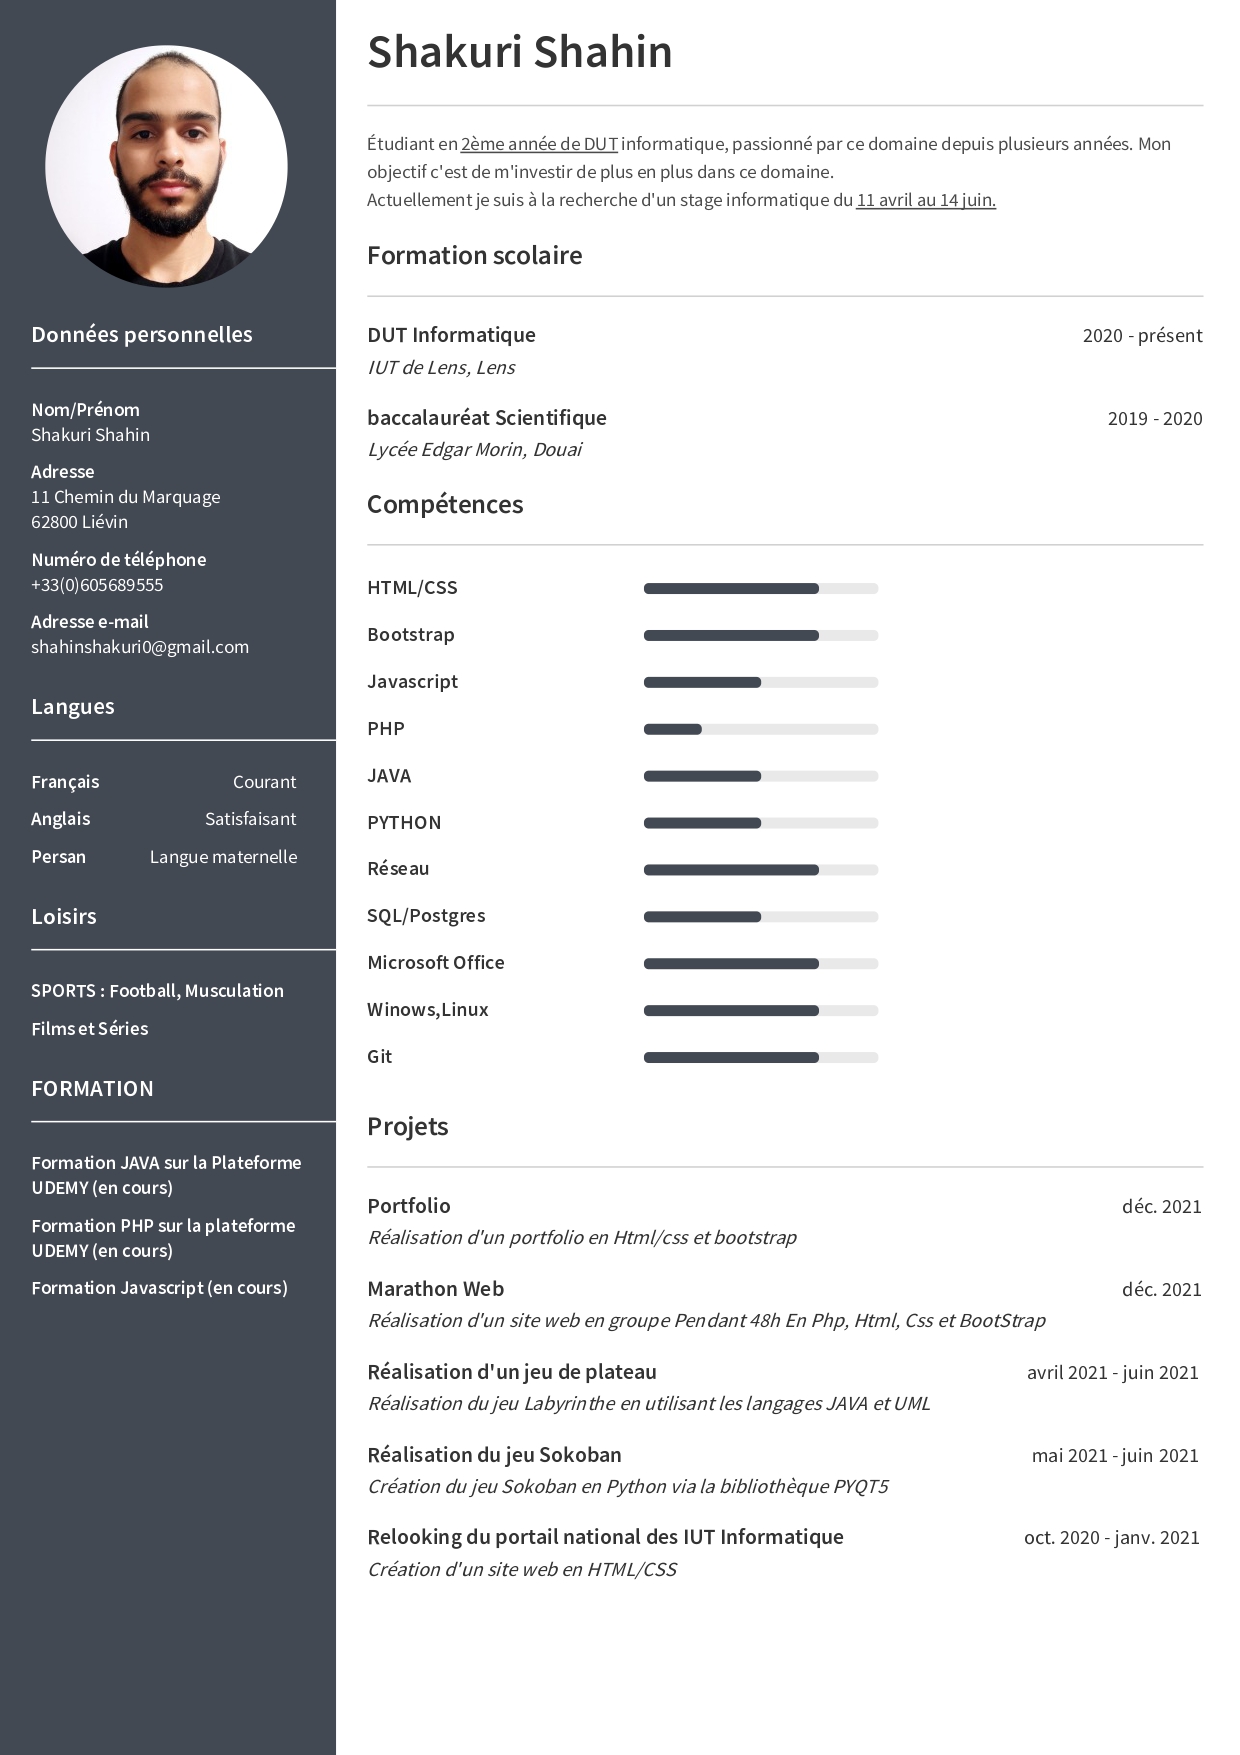 Shakuri Shahin
Étudiant en 2ème année de DUT informatique, passionné par ce domaine depuis plusieurs années. Mon
objectif c'est de m'investir de plus en plus dans ce domaine.
Actuellement je suis à la recherche d'un stage informatique du 11 avril au 14 juin.
Formation scolaire
DUT Informatique 2020 - présent
IUT de Lens, Lens
baccalauréat Scientifique 2019 - 2020
Lycée Edgar Morin, Douai
Compétences
HTML/CSS
Bootstrap
Javascript
PHP
JAVA
PYTHON
Réseau
SQL/Postgres
Microsoft Office
Winows,Linux
Git
Projets
Portfolio déc. 2021
Réalisation d'un portfolio en Html/css et bootstrap
Marathon Web déc. 2021
Réalisation d'un site web en groupe Pendant 48h En Php, Html, Css et BootStrap
Réalisation d'un jeu de plateau avril 2021 - juin 2021
Réalisation du jeu Labyrinthe en utilisant les langages JAVA et UML
Réalisation du jeu Sokoban mai 2021 - juin 2021
Création du jeu Sokoban en Python via la bibliothèque PYQT5
Relooking du portail national des IUT Informatique oct. 2020 - janv. 2021
Création d'un site web en HTML/CSS
Données personnelles
Nom/Prénom
Shakuri Shahin
Adresse
11 Chemin du Marquage
62800 Liévin
Numéro de téléphone
+33(0)605689555
Adresse e-mail
shahinshakuri0@gmail.com
Langues
Français Courant
Anglais Satisfaisant
Persan Langue maternelle
Loisirs
SPORTS : Football, Musculation
Films et Séries
FORMATION
Formation JAVA sur la Plateforme
UDEMY (en cours)
Formation PHP sur la plateforme
UDEMY (en cours)
Formation Javascript (en cours)